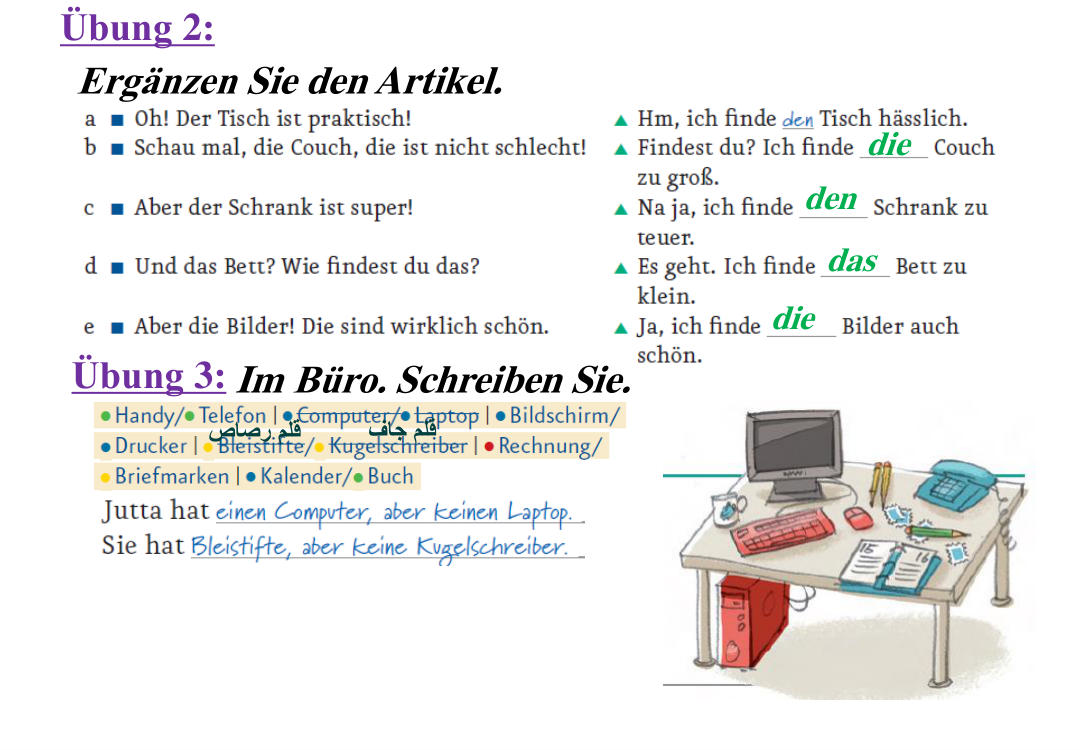 Übung 2:
Ergänzen Sie den Artikel.
a ■ Oh! Der Tisch ist praktisch! ▲ Hm, ich finde den Tisch hässlich.
b ■ Schau mal, die Couch, die ist nicht schlecht! ▲ Findest du? Ich finde die Couch
zu groß.
c ■ Aber der Schrank ist super! ▲ Na ja, ich finde den Schrank zu
teuer.
d ■ Und das Bett? Wie findest du das? ▲ Es geht. Ich finde das Bett zu
klein.
e ■ Aber die Bilder! Die sind wirklich schön. ▲ Ja, ich finde die Bilder auch
schön.
Übung 3: Im Büro. Schreiben Sie.
● Handy/● Telefon | ● Computer/● Laptop | ● Bildschirm/
قلم رصاص قلم جاف
● Drucker | ● Bleistifte/● Kugelschreiber | ● Rechnung/
● Briefmarken | ● Kalender/● Buch
Jutta hat einen Computer, aber keinen Laptop.
Sie hat Bleistifte, aber keine Kugelschreiber.
15 16